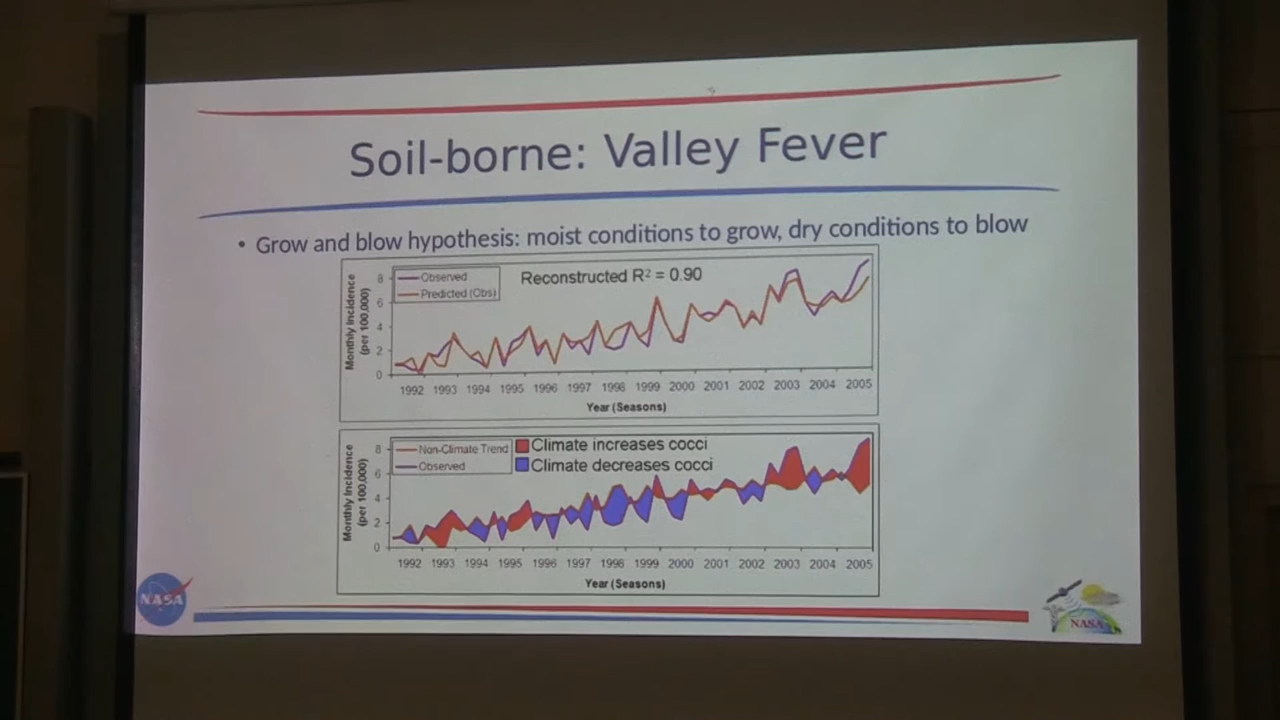 Soil-borne: Valley Fever
• Grow and blow hypothesis: moist conditions to grow, dry conditions to blow
Monthly Incidence
(per 100,000)
8
6
4
2
0
Observed
Predicted (Obs)
Reconstructed R² = 0.90
1992 1993 1994 1995 1996 1997 1998 1999 2000 2001 2002 2003 2004 2005
Year (Seasons)
Monthly Incidence
(per 100,000)
8
6
4
2
0
Non-Climate Trend
Observed
Climate increases cocci
Climate decreases cocci
1992 1993 1994 1995 1996 1997 1998 1999 2000 2001 2002 2003 2004 2005
Year (Seasons)
NASA
NASA